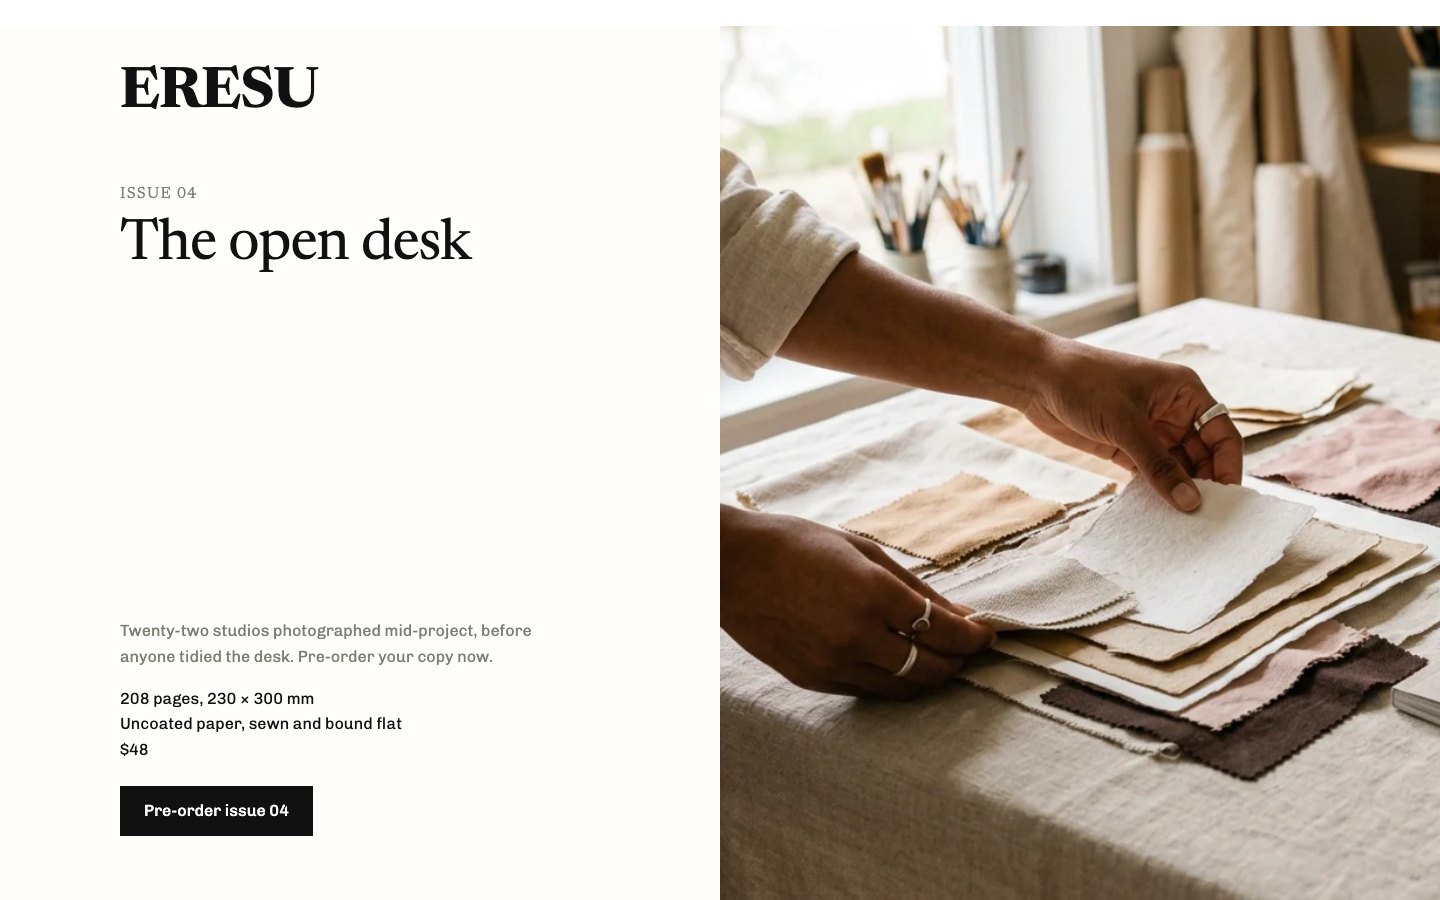 ERESU
ISSUE 04
The open desk
Twenty-two studios photographed mid-project, before
anyone tidied the desk. Pre-order your copy now.
208 pages, 230 × 300 mm
Uncoated paper, sewn and bound flat
$48
Pre-order issue 04